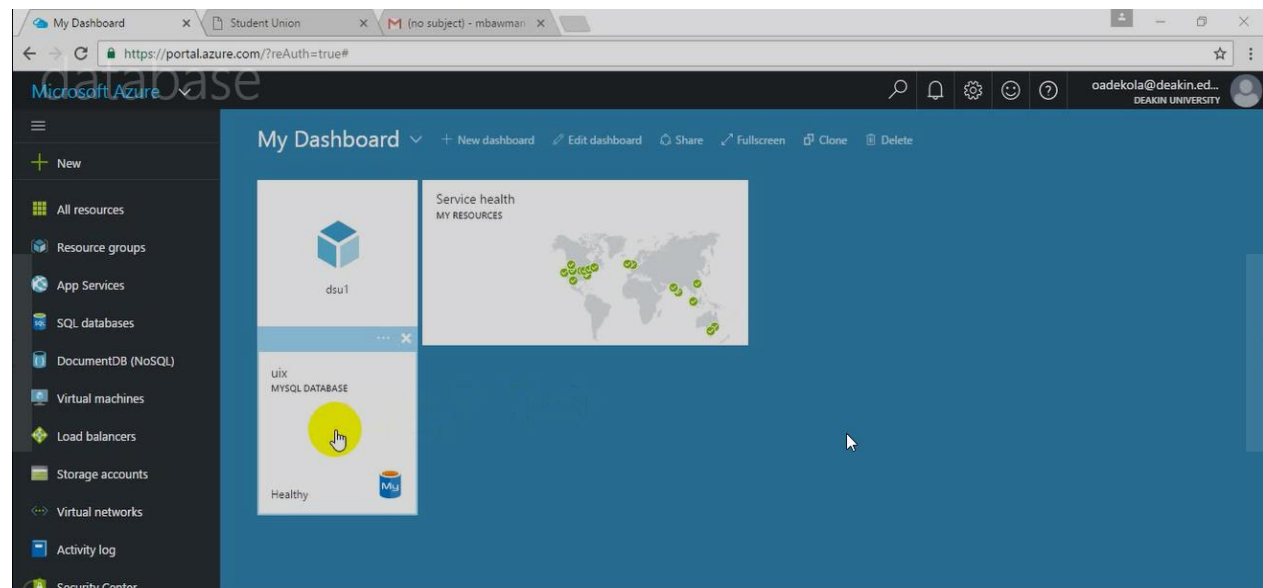 My Dashboard
Student Union
(no subject) - mbawman
https://portal.azure.com/?reAuth=true#
database
Microsoft Azure
oadekola@deakin.ed...
DEAKIN UNIVERSITY
My Dashboard
New dashboard
Edit dashboard
Share
Fullscreen
Clone
Delete
New
All resources
Resource groups
App Services
SQL databases
DocumentDB (NoSQL)
Virtual machines
Load balancers
Storage accounts
Virtual networks
Activity log
Security Center
dsu1
Service health
MY RESOURCES
uix
MYSQL DATABASE
Healthy
My